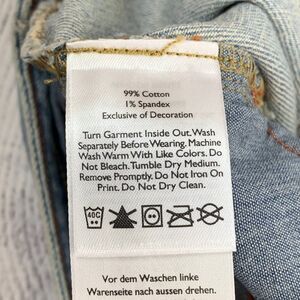 99% Cotton
1% Spandex
Exclusive of Decoration
Turn Garment Inside Out. Wash
Separately Before Wearing. Machine
Wash Warm With Like Colors. Do
Not Bleach. Tumble Dry Medium.
Remove Promptly. Do Not Iron On
Print. Do Not Dry Clean.
40C
Vor dem Waschen linke
Warenseite nach aussen drehen.